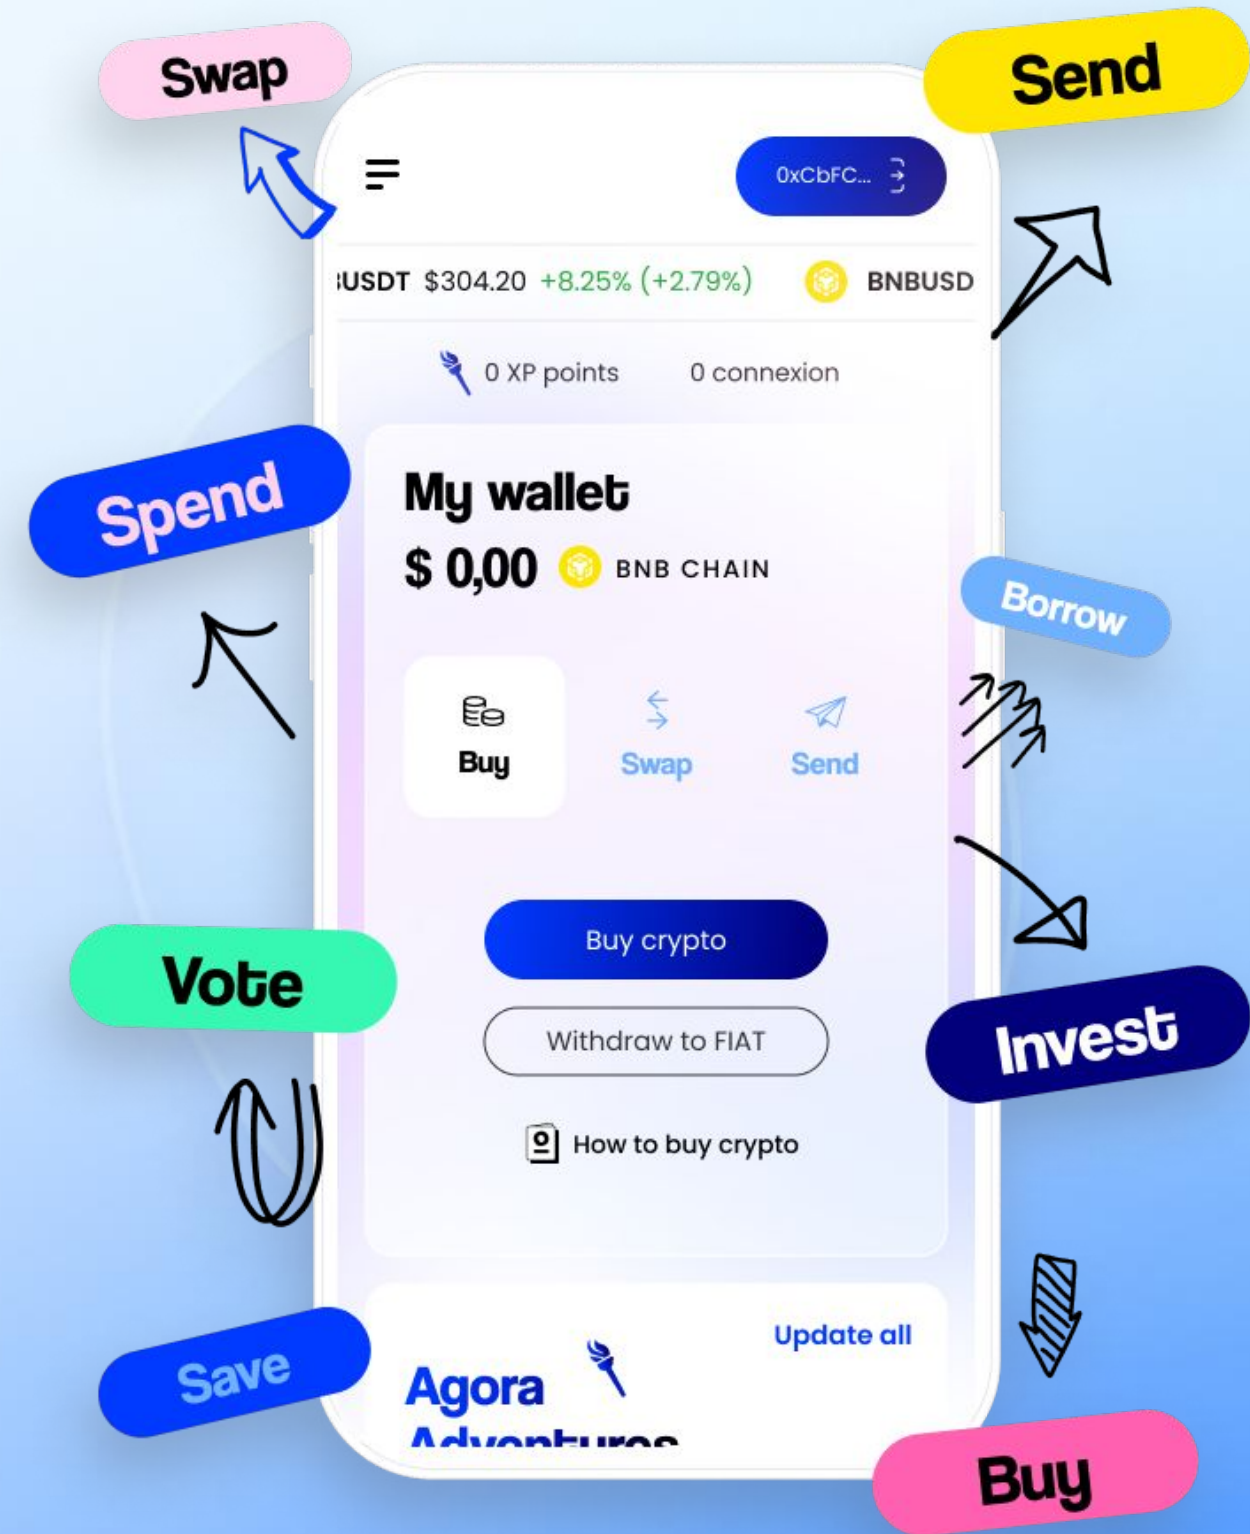 Swap
Send
0xCbFC...
BUSDT $304.20 +8.25% (+2.79%) BNBUSD
0 XP points 0 connexion
Spend
My wallet
$ 0,00 BNB CHAIN
Borrow
Buy Swap Send
Buy crypto
Vote
Withdraw to FIAT
Invest
How to buy crypto
Update all
Save
Agora
Adventures
Buy